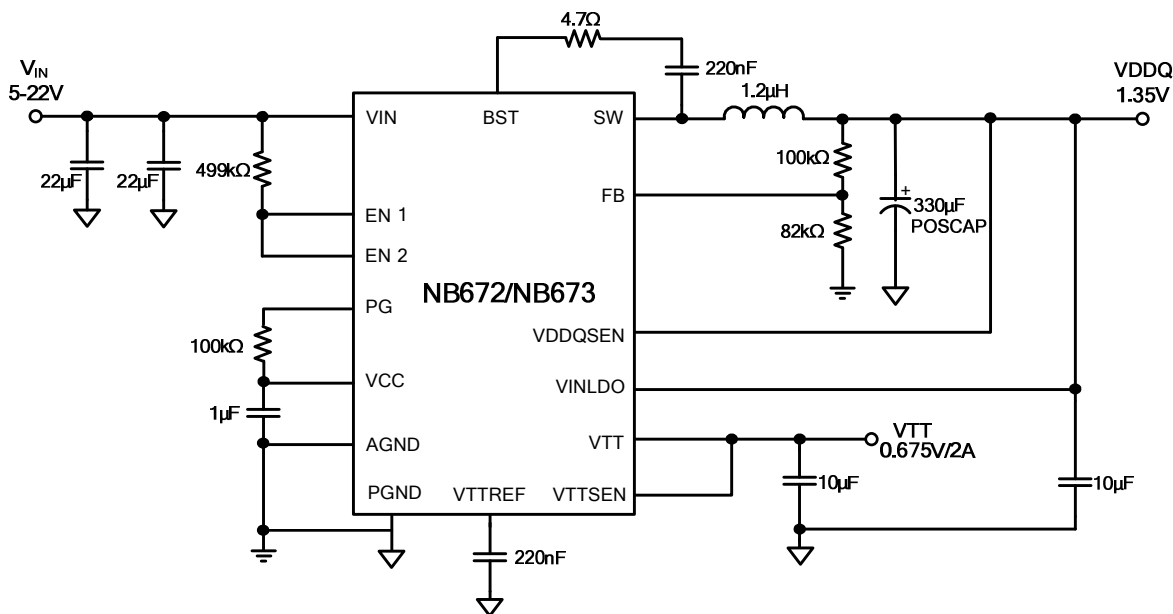 4.7Ω
220nF
1.2µH
VIN
5-22V
VDDQ
1.35V
VIN
BST
SW
22µF
22µF
499kΩ
100kΩ
FB
EN 1
330µF
+
POSCAP
82kΩ
EN 2
NB672/NB673
PG
VDDQSEN
100kΩ
VCC
VINLDO
1µF
AGND
VTT
VTT
0.675V/2A
PGND
VTTREF
VTTSEN
10µF
10µF
220nF